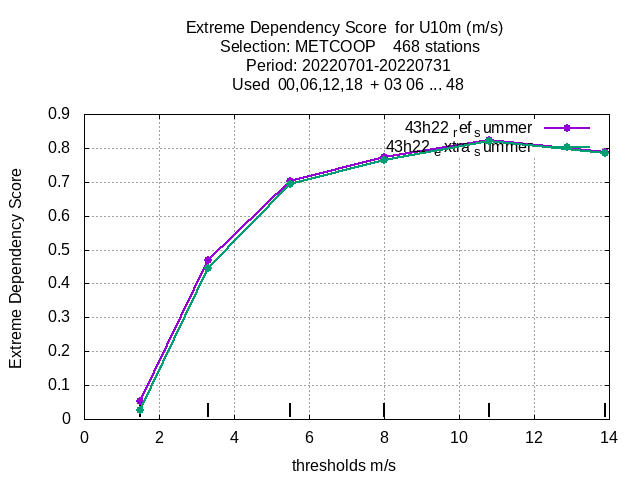 Extreme Dependency Score for U10m (m/s)
Selection: METCOOP 468 stations
Period: 20220701-20220731
Used 00,06,12,18 + 03 06 ... 48
43h22_ref_summer
43h22_extra_summer
Extreme Dependency Score
0.9
0.8
0.7
0.6
0.5
0.4
0.3
0.2
0.1
0
0 2 4 6 8 10 12 14
thresholds m/s